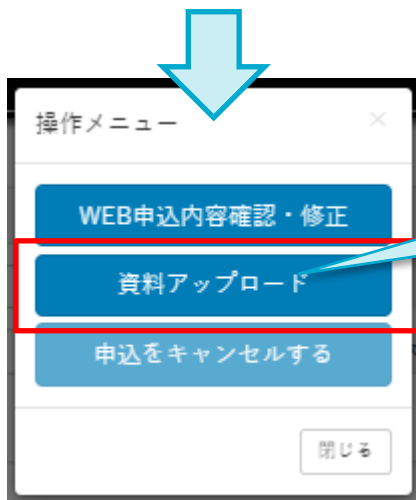 操作メニュー
×
WEB申込内容確認・修正
資料アップロード
申込をキャンセルする
閉じる